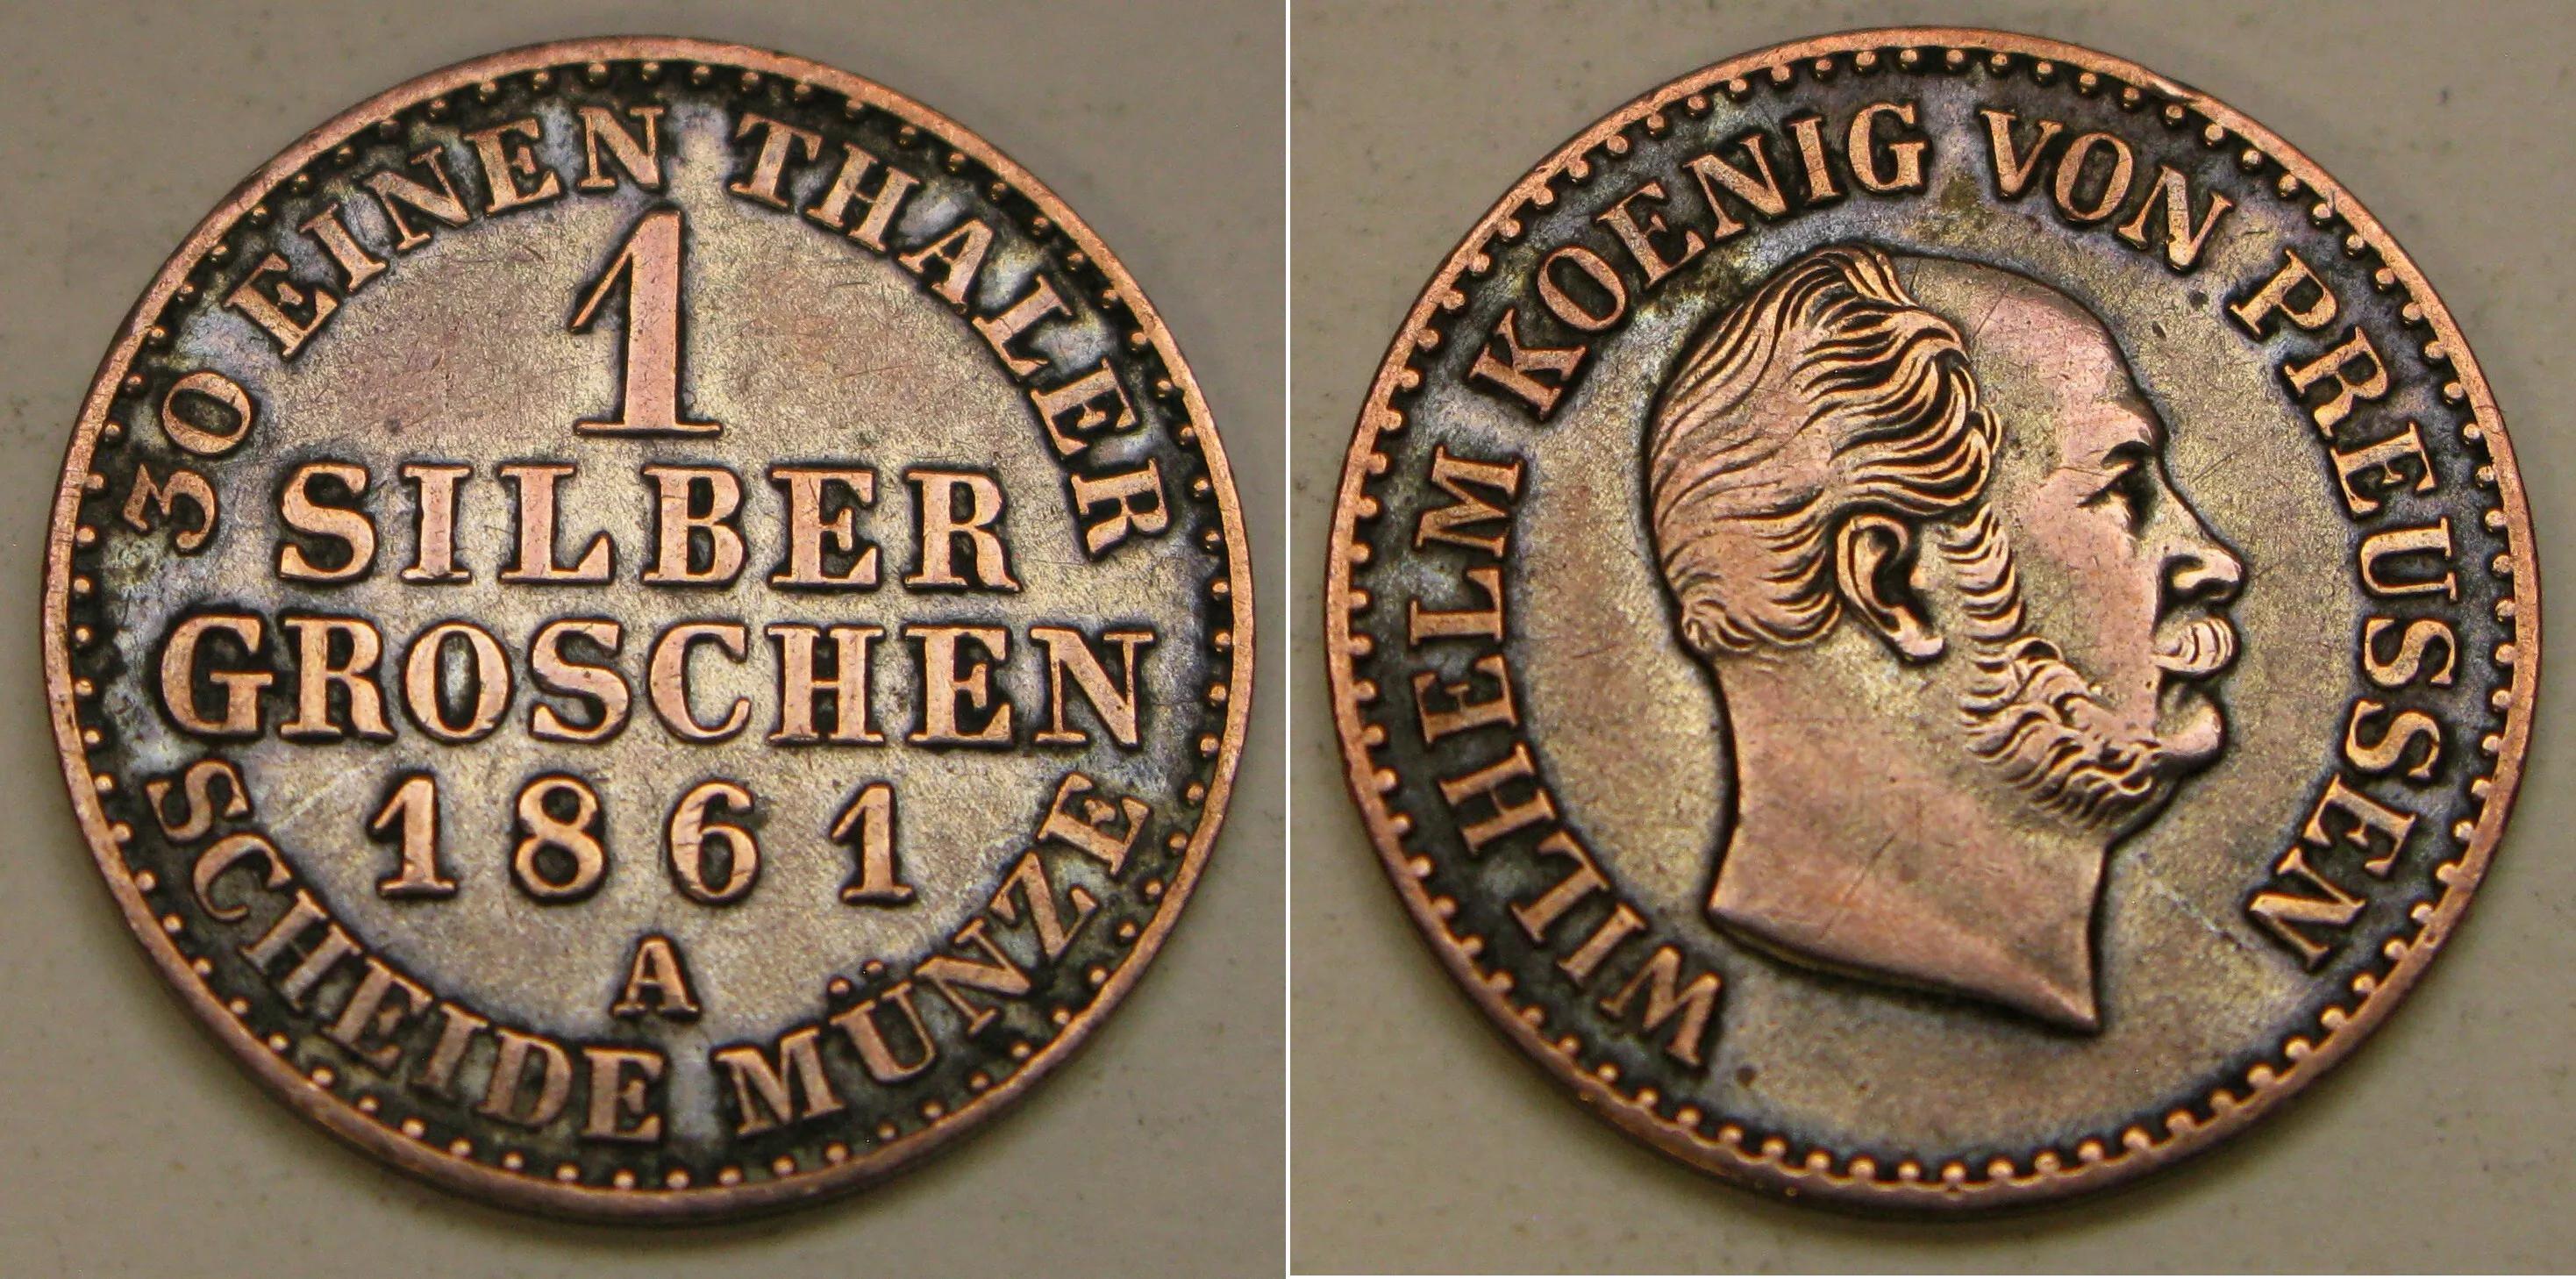 30 EINEN THALER
1
SILBER
GROSCHEN
1861
A
SCHEIDE MÜNZE
WILHELM KOENIG VON PREUSSEN